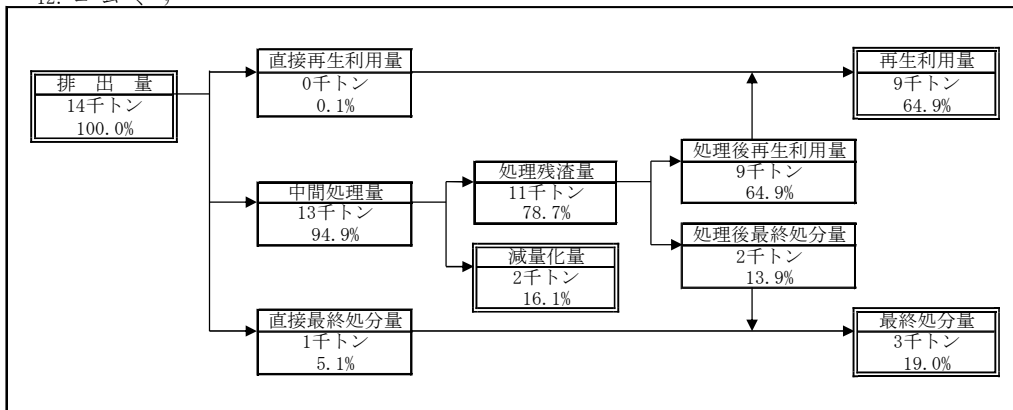 排 出 量
14千トン
100.0%
直接再生利用量
0千トン
0.1%
再生利用量
9千トン
64.9%
中間処理量
13千トン
94.9%
処理残渣量
11千トン
78.7%
処理後再生利用量
9千トン
64.9%
減量化量
2千トン
16.1%
処理後最終処分量
2千トン
13.9%
直接最終処分量
1千トン
5.1%
最終処分量
3千トン
19.0%